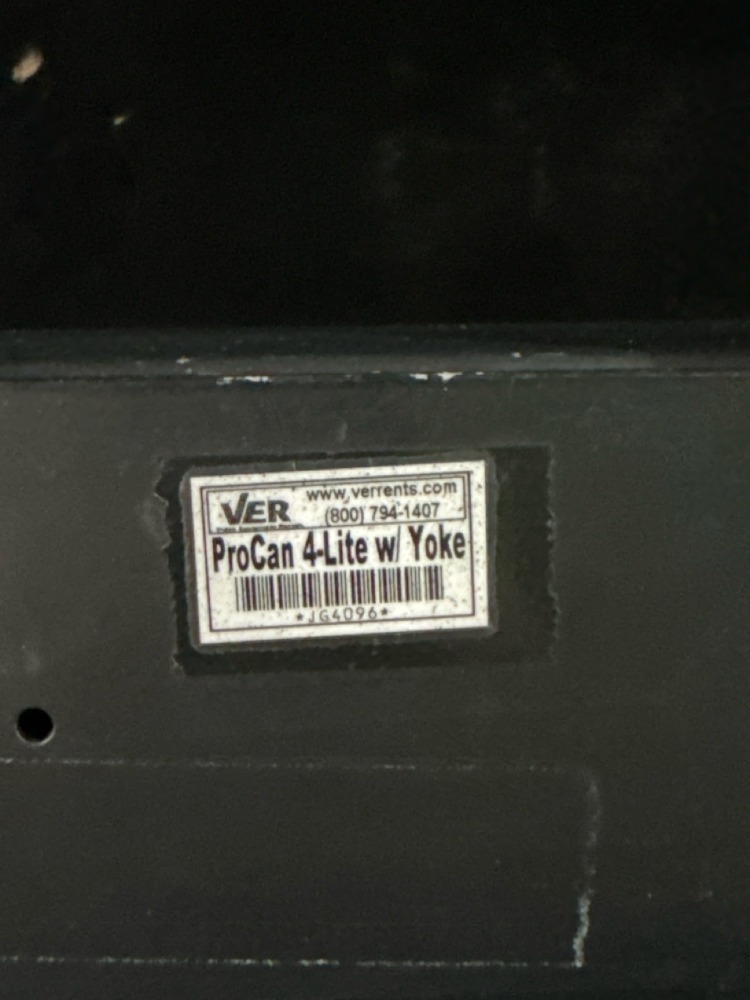 VER
www.verrents.com
(800) 794-1407
ProCan 4-Lite w/ Yoke
*JG4096*